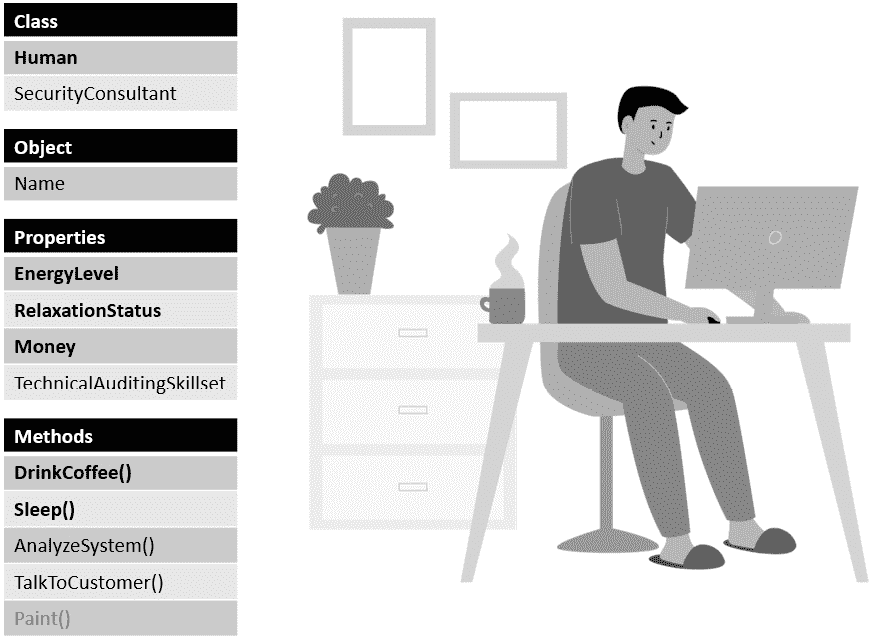 Class
Human
SecurityConsultant
Object
Name
Properties
EnergyLevel
RelaxationStatus
Money
TechnicalAuditingSkillset
Methods
DrinkCoffee()
Sleep()
AnalyzeSystem()
TalkToCustomer()
Paint()